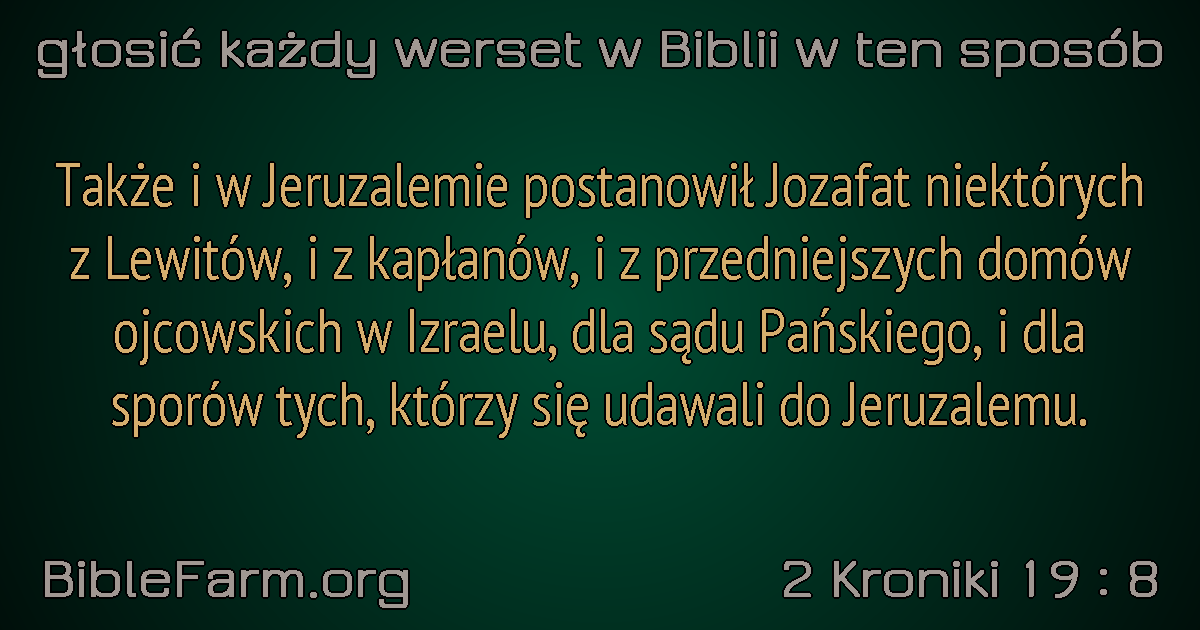 głosić każdy werset w Biblii w ten sposób
Także i w Jeruzalemie postanowił Jozafat niektórych
z Lewitów, i z kapłanów, i z przedniejszych domów
ojcowskich w Izraelu, dla sądu Pańskiego, i dla
sporów tych, którzy się udawali do Jeruzalemu.
BibleFarm.org
2 Kroniki 19 : 8